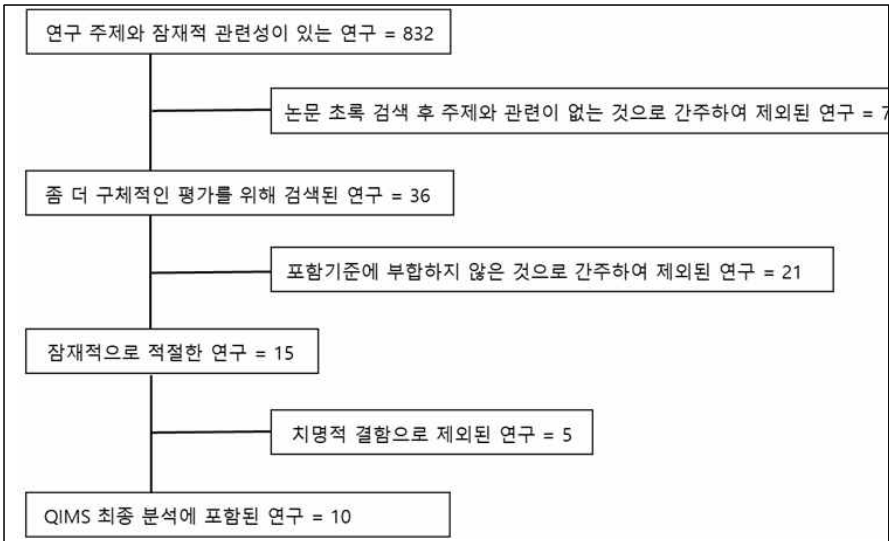 연구 주제와 잠재적 관련성이 있는 연구 = 832
논문 초록 검색 후 주제와 관련이 없는 것으로 간주하여 제외된 연구 = 7
좀 더 구체적인 평가를 위해 검색된 연구 = 36
포함기준에 부합하지 않은 것으로 간주하여 제외된 연구 = 21
잠재적으로 적절한 연구 = 15
치명적 결함으로 제외된 연구 = 5
QIMS 최종 분석에 포함된 연구 = 10